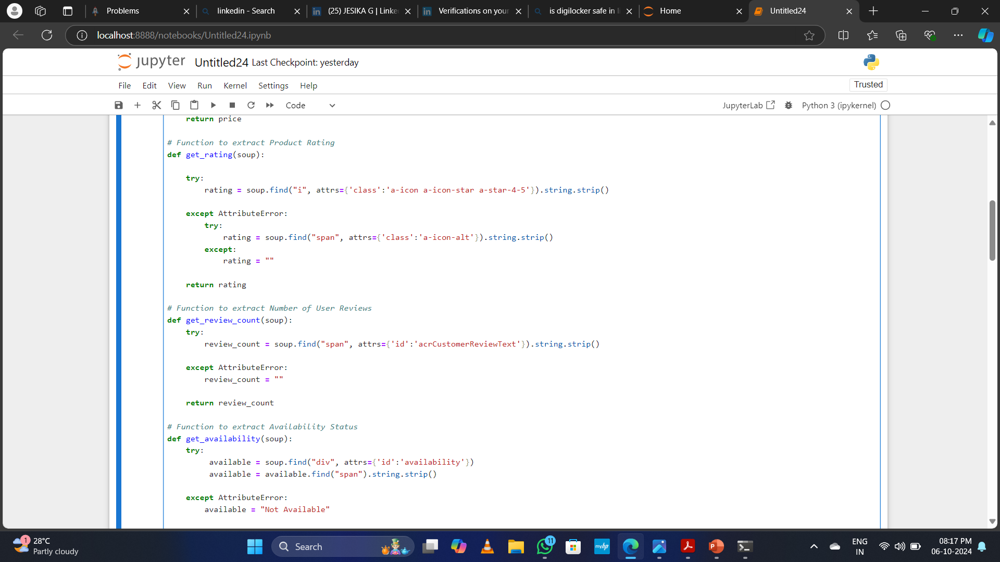 Problems
linkedin - Search
(25) JESIKA G | Linke
Verifications on your
is digilocker safe in li
Home
Untitled24
localhost:8888/notebooks/Untitled24.ipynb
jupyter Untitled24 Last Checkpoint: yesterday
File Edit View Run Kernel Settings Help
Trusted
Code
JupyterLab
Python 3 (ipykernel)
return price
# Function to extract Product Rating
def get_rating(soup):
try:
rating = soup.find("i", attrs={'class':'a-icon a-icon-star a-star-4-5'}).string.strip()
except AttributeError:
try:
rating = soup.find("span", attrs={'class':'a-icon-alt'}).string.strip()
except:
rating = ""
return rating
# Function to extract Number of User Reviews
def get_review_count(soup):
try:
review_count = soup.find("span", attrs={'id':'acrCustomerReviewText'}).string.strip()
except AttributeError:
review_count = ""
return review_count
# Function to extract Availability Status
def get_availability(soup):
try:
available = soup.find("div", attrs={'id':'availability'})
available = available.find("span").string.strip()
except AttributeError:
available = "Not Available"
1
28°C
Partly cloudy
Search
11
myhp
ENG
IN
08:17 PM
06-10-2024